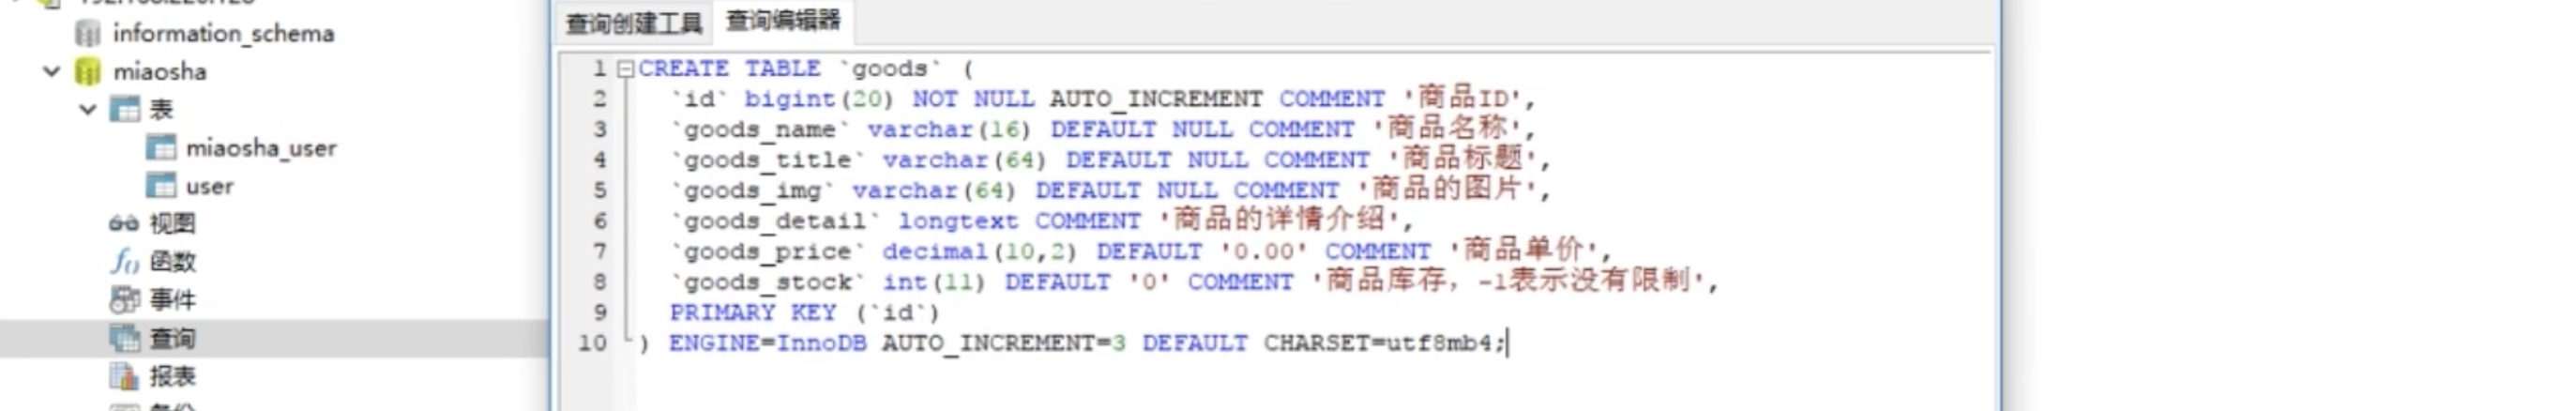 information_schema
miaosha
表
miaosha_user
user
视图
函数
事件
查询
报表
查询创建工具 查询编辑器
1 CREATE TABLE `goods` (
2 `id` bigint(20) NOT NULL AUTO_INCREMENT COMMENT '商品ID',
3 `goods_name` varchar(16) DEFAULT NULL COMMENT '商品名称',
4 `goods_title` varchar(64) DEFAULT NULL COMMENT '商品标题',
5 `goods_img` varchar(64) DEFAULT NULL COMMENT '商品的图片',
6 `goods_detail` longtext COMMENT '商品的详情介绍',
7 `goods_price` decimal(10,2) DEFAULT '0.00' COMMENT '商品单价',
8 `goods_stock` int(11) DEFAULT '0' COMMENT '商品库存，-1表示没有限制',
9 PRIMARY KEY (`id`)
10 ) ENGINE=InnoDB AUTO_INCREMENT=3 DEFAULT CHARSET=utf8mb4;